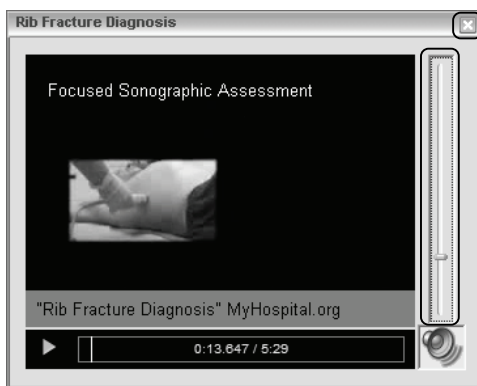 Rib Fracture Diagnosis
Focused Sonographic Assessment
"Rib Fracture Diagnosis" MyHospital.org
0:13.647 / 5:29